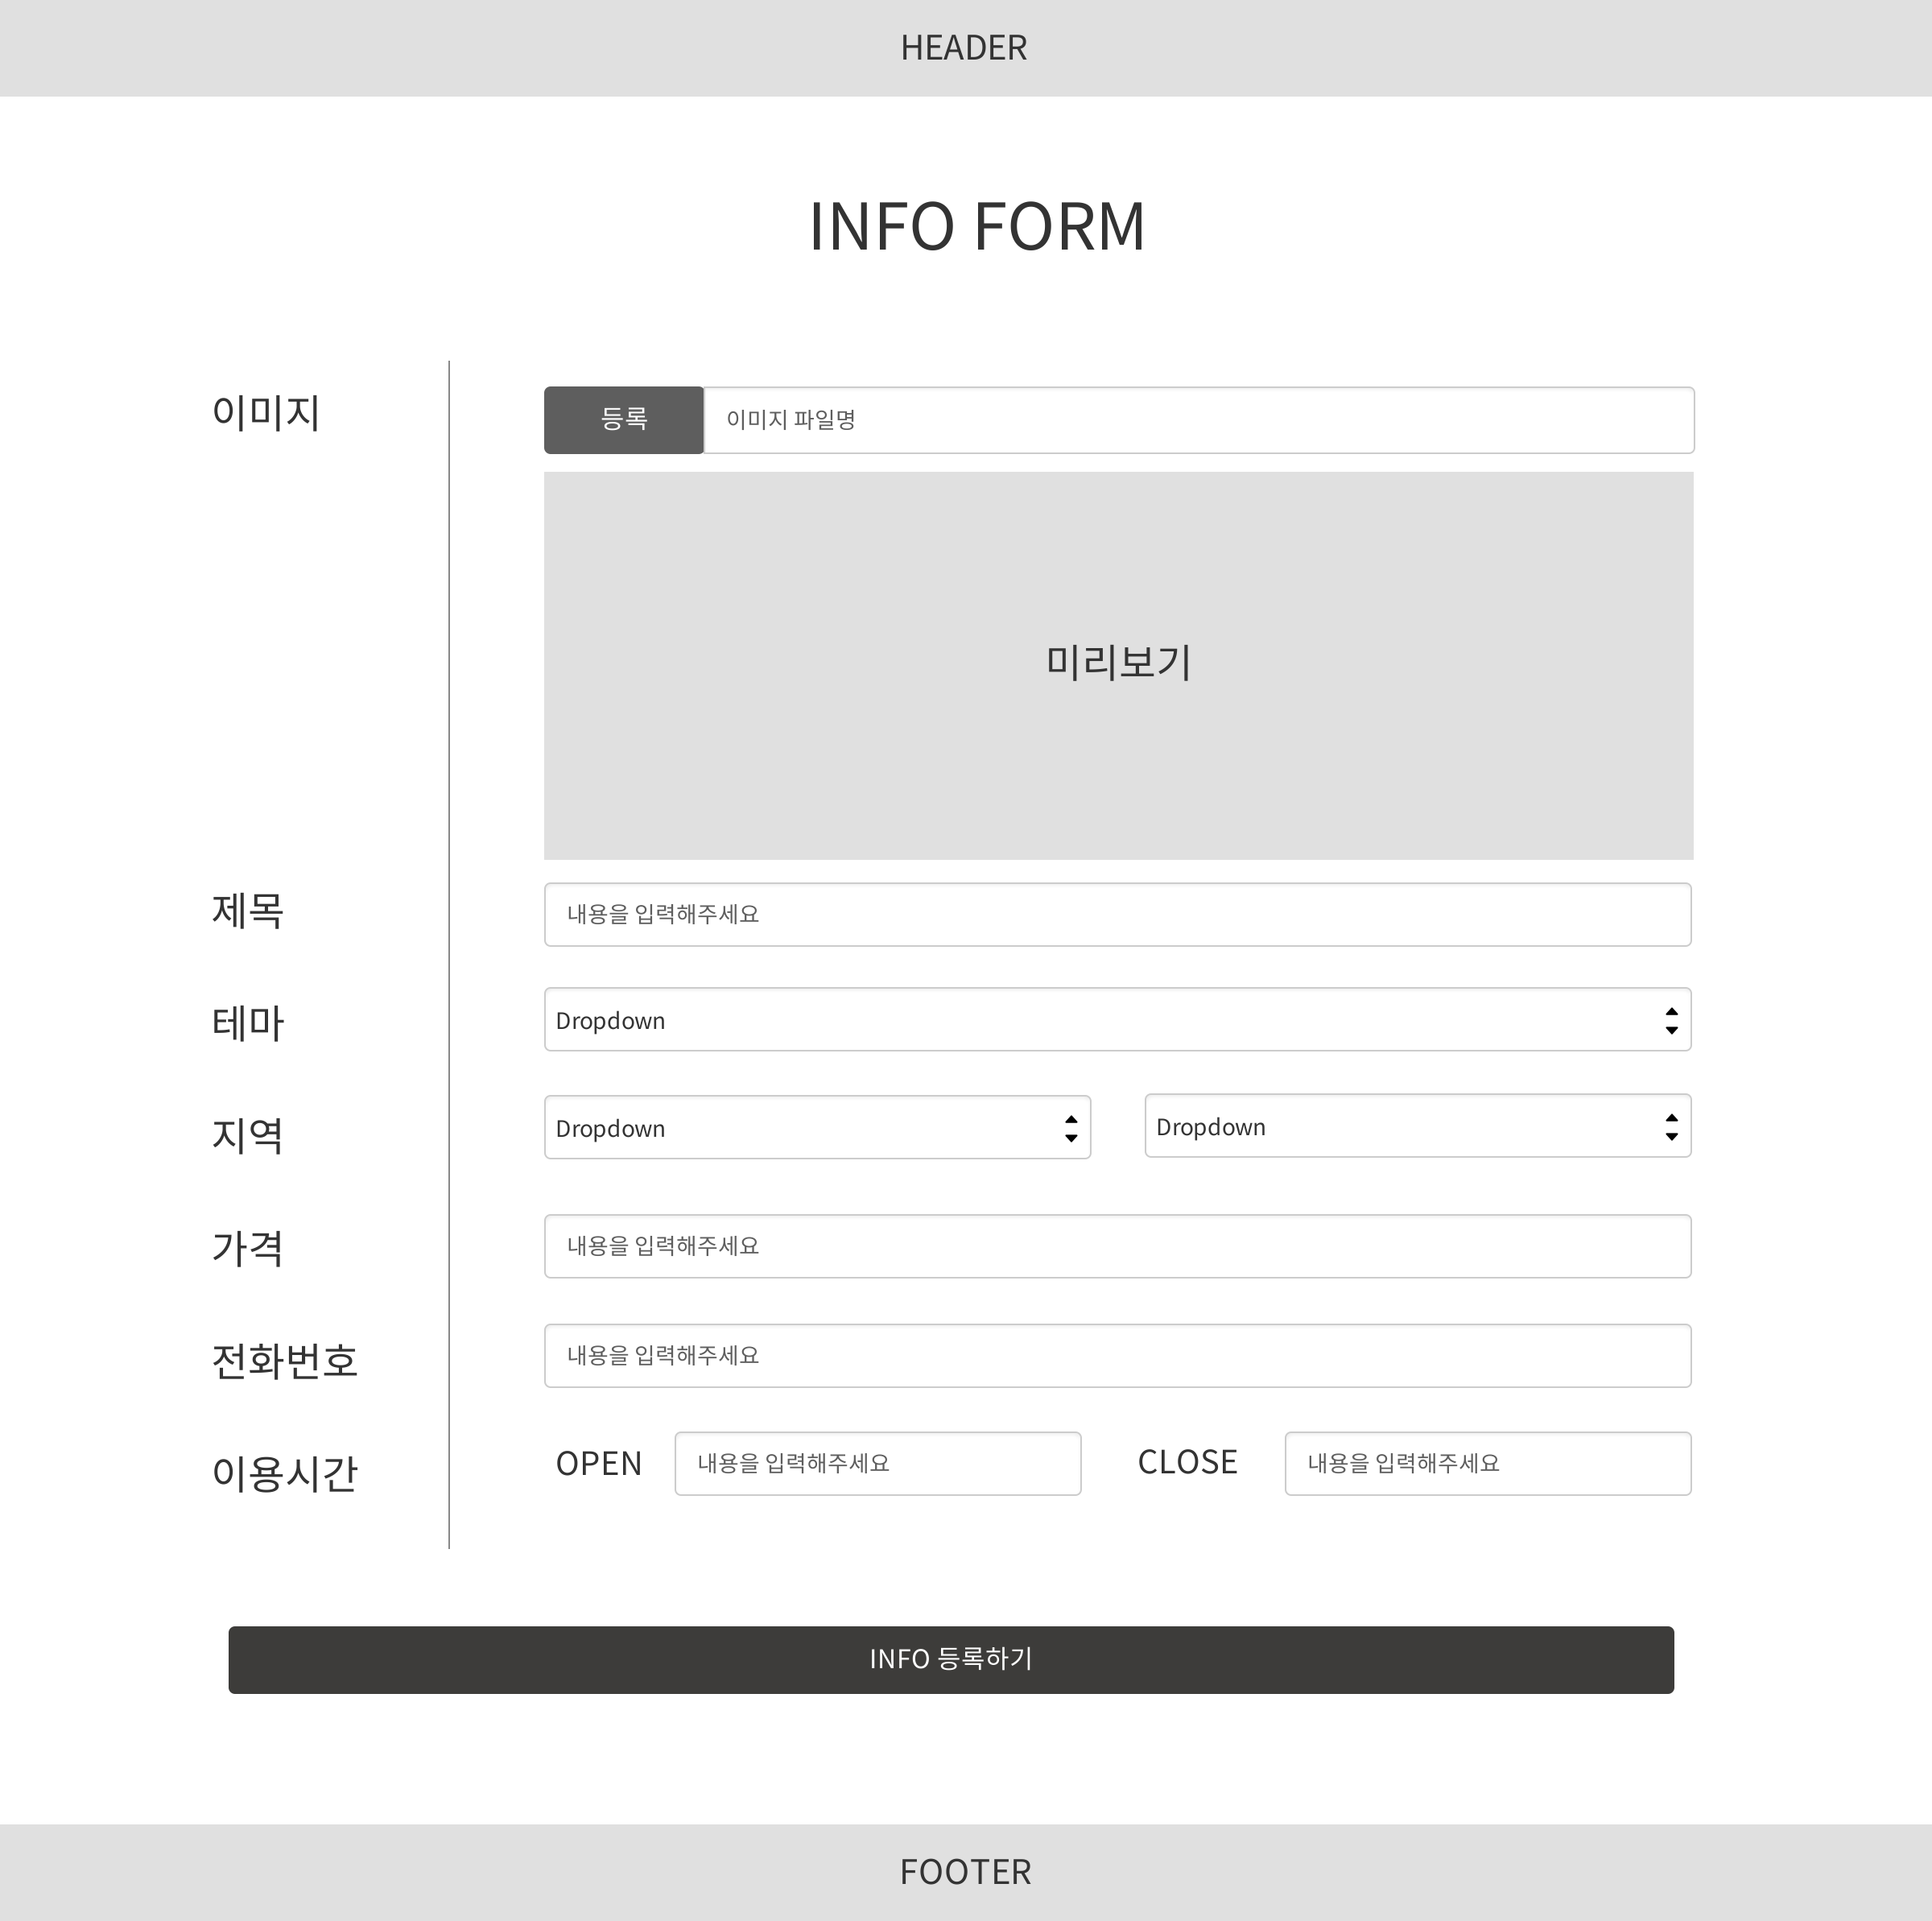 HEADER
INFO FORM
이미지
등록
이미지 파일명
미리보기
제목
내용을 입력해주세요
테마
Dropdown
지역
Dropdown
Dropdown
가격
내용을 입력해주세요
전화번호
내용을 입력해주세요
이용시간
OPEN
내용을 입력해주세요
CLOSE
내용을 입력해주세요
INFO 등록하기
FOOTER